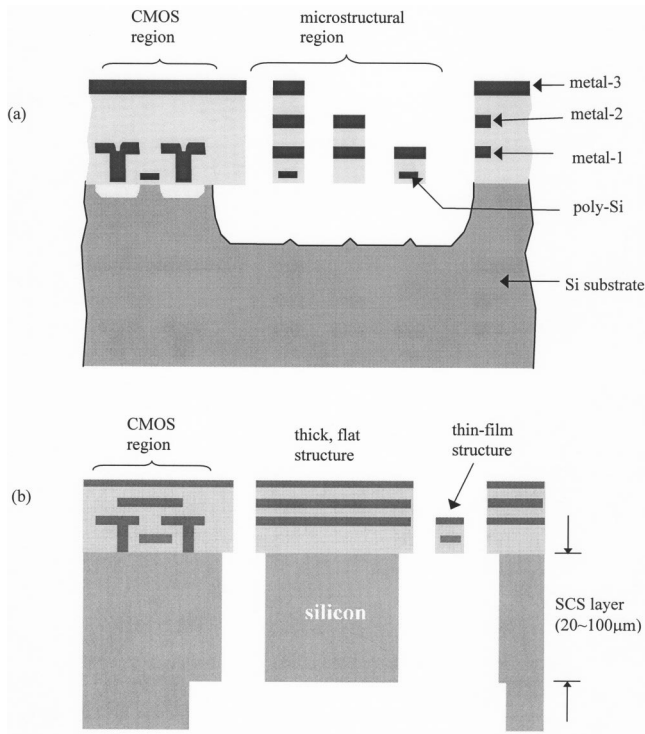 CMOS
region
microstructural
region
(a)
metal-3
metal-2
metal-1
poly-Si
Si substrate
CMOS
region
thick, flat
structure
thin-film
structure
(b)
silicon
SCS layer
(20~100μm)